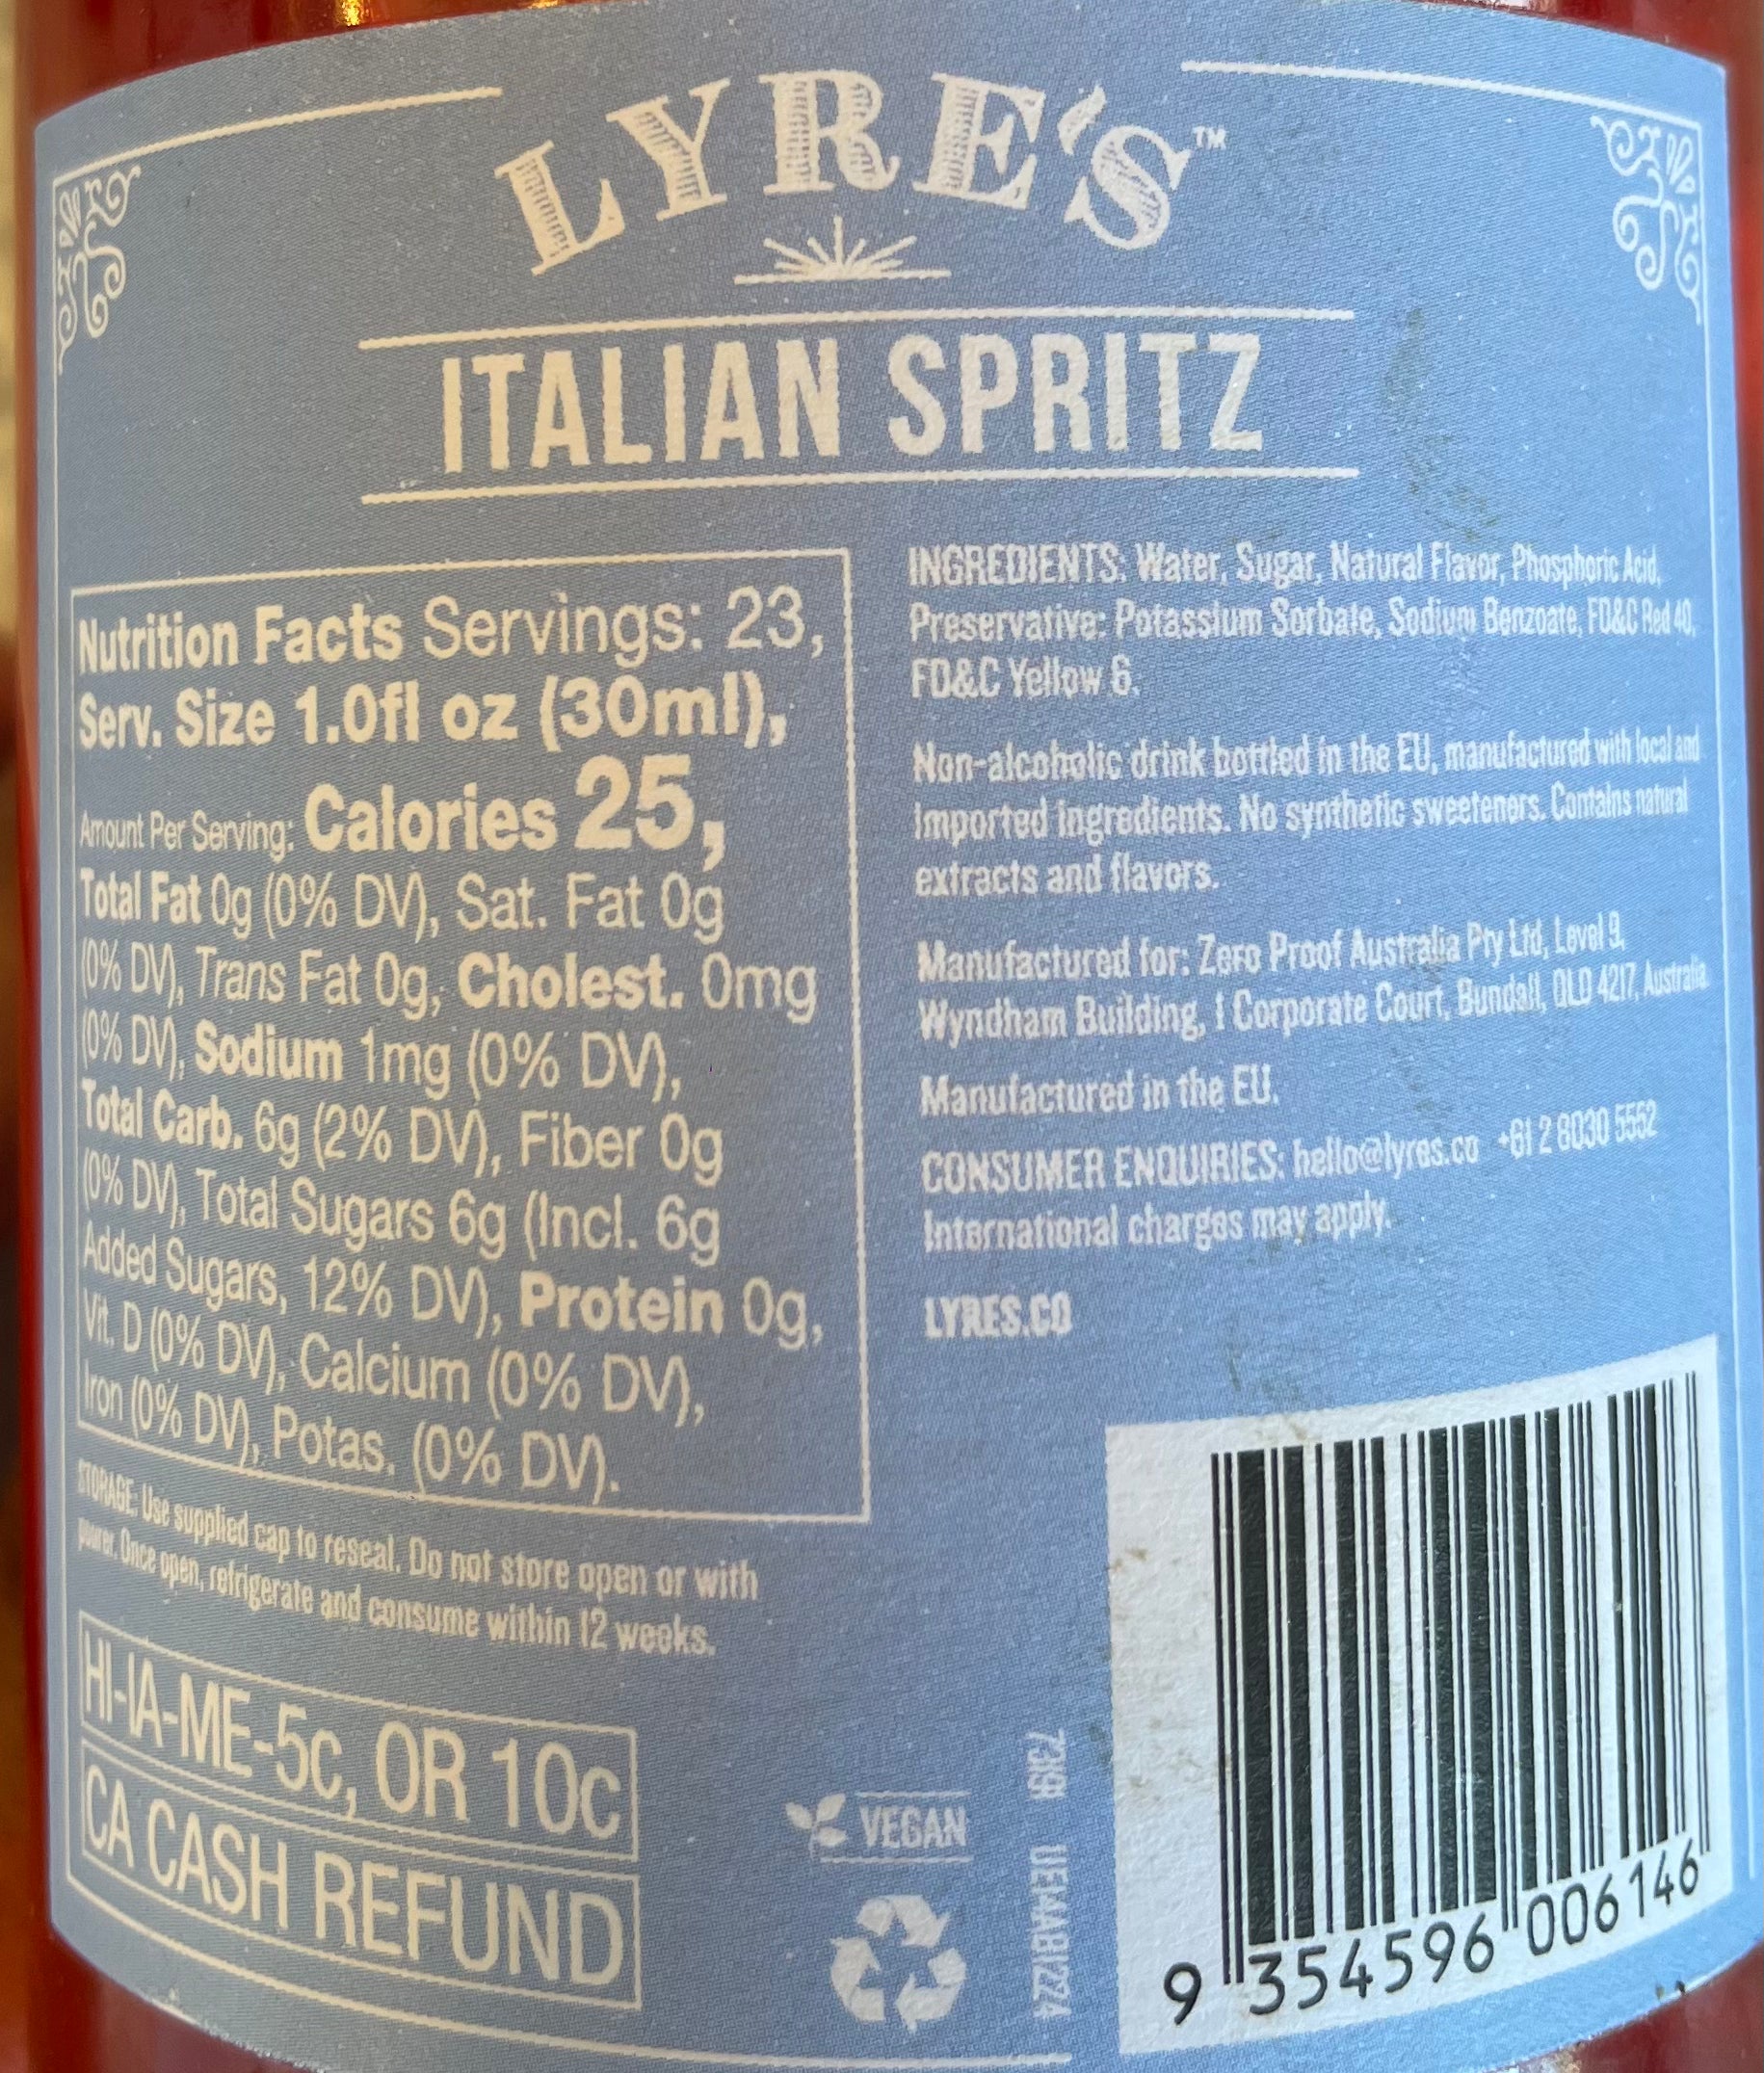 LYRE'S™
ITALIAN SPRITZ
Nutrition Facts Servings: 23,
Serv. Size 1.0fl oz (30ml),
Amount Per Serving: Calories 25,
Total Fat 0g (0% DV), Sat. Fat 0g
(0% DV), Trans Fat 0g, Cholest. 0mg
(0% DV), Sodium 1mg (0% DV),
Total Carb. 6g (2% DV), Fiber 0g
(0% DV), Total Sugars 6g (Incl. 6g
Added Sugars, 12% DV), Protein 0g,
Vit. D (0% DV), Calcium (0% DV),
Iron (0% DV), Potas. (0% DV).
STORAGE: Use supplied cap to reseal. Do not store open or with
pourer. Once open, refrigerate and consume within 12 weeks.
HI-IA-ME-5c, OR 10c
CA CASH REFUND
INGREDIENTS: Water, Sugar, Natural Flavor, Phosphoric Acid,
Preservative: Potassium Sorbate, Sodium Benzoate, FD&C Red 40,
FD&C Yellow 6.
Non-alcoholic drink bottled in the EU, manufactured with local and
imported ingredients. No synthetic sweeteners. Contains natural
extracts and flavors.
Manufactured for: Zero Proof Australia Pty Ltd, Level 9,
Wyndham Building, 1 Corporate Court, Bundall, QLD 4217, Australia
Manufactured in the EU.
CONSUMER ENQUIRIES: hello@lyres.co +61 2 8030 5552
International charges may apply.
LYRES.CO
VEGAN
9 354596 006146